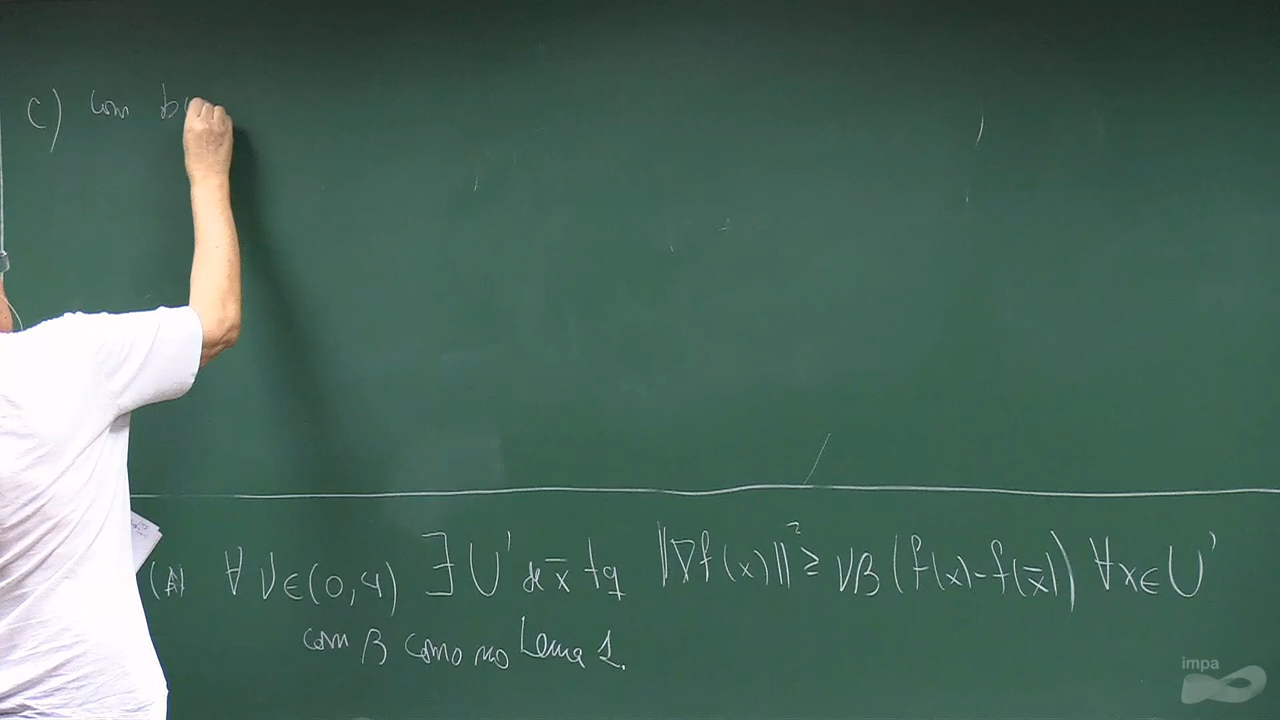 C) com b
(A) ∀ ν∈(0,4) ∃ U' de x̄ tq ‖∇f(x)‖² ≥ νβ (f(x)-f(x̄)) ∀x∈U'
com β como no Lema 1.
impa